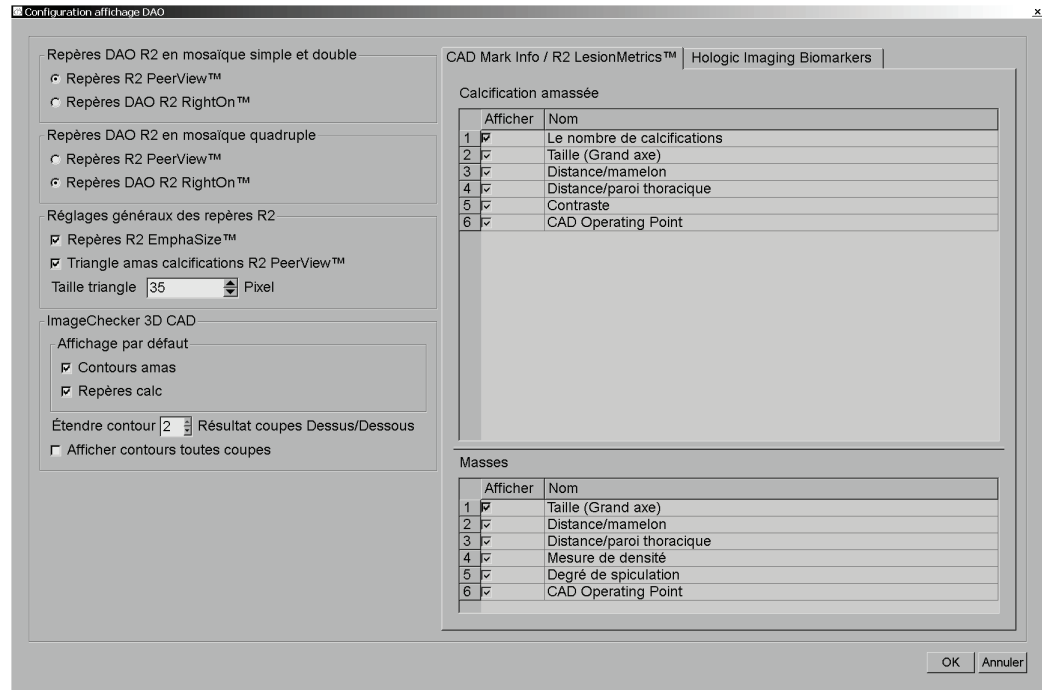 Configuration affichage DAO
x
Repères DAO R2 en mosaïque simple et double
Repères R2 PeerView™
Repères DAO R2 RightOn™
Repères DAO R2 en mosaïque quadruple
Repères R2 PeerView™
Repères DAO R2 RightOn™
Réglages généraux des repères R2
Repères R2 EmphaSize™
Triangle amas calcifications R2 PeerView™
Taille triangle 35 Pixel
ImageChecker 3D CAD
Affichage par défaut
Contours amas
Repères calc
Étendre contour 2 Résultat coupes Dessus/Dessous
Afficher contours toutes coupes
CAD Mark Info / R2 LesionMetrics™ Hologic Imaging Biomarkers
Calcification amassée
Afficher Nom
1 Le nombre de calcifications
2 Taille (Grand axe)
3 Distance/mamelon
4 Distance/paroi thoracique
5 Contraste
6 CAD Operating Point
Masses
Afficher Nom
1 Taille (Grand axe)
2 Distance/mamelon
3 Distance/paroi thoracique
4 Mesure de densité
5 Degré de spiculation
6 CAD Operating Point
OK Annuler